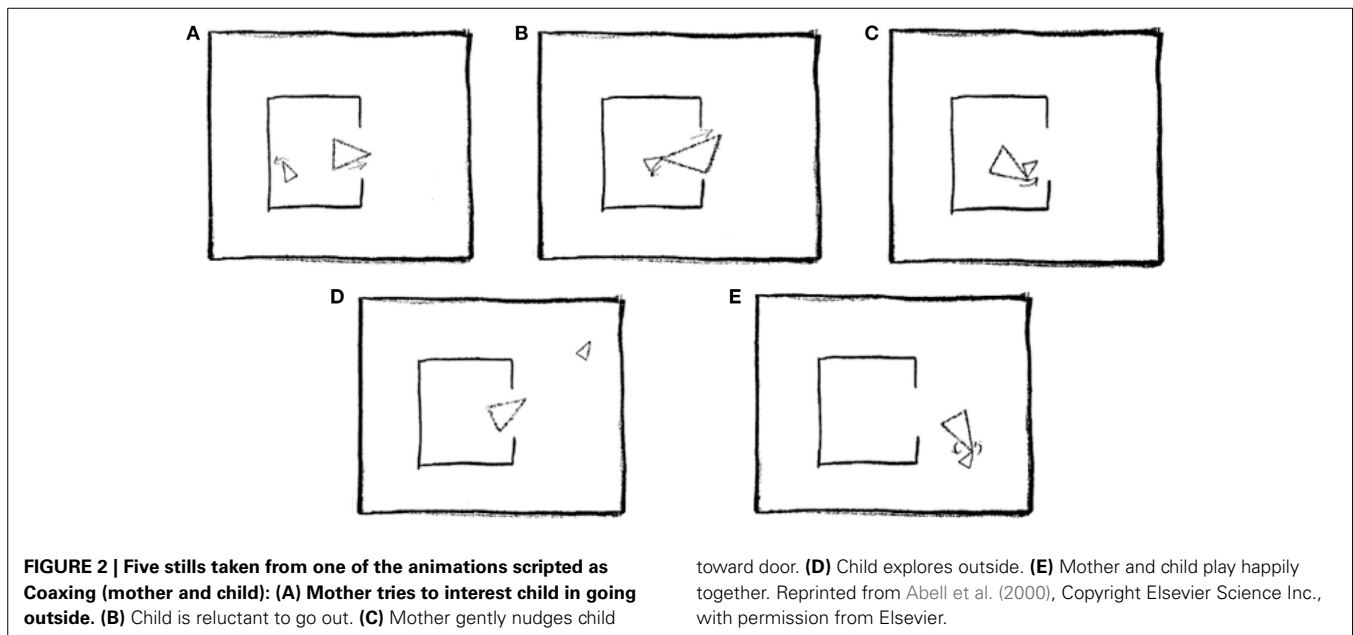 A
B
C
D
E
FIGURE 2 | Five stills taken from one of the animations scripted as
Coaxing (mother and child): (A) Mother tries to interest child in going
outside. (B) Child is reluctant to go out. (C) Mother gently nudges child
toward door. (D) Child explores outside. (E) Mother and child play happily
together. Reprinted from Abell et al. (2000), Copyright Elsevier Science Inc.,
with permission from Elsevier.